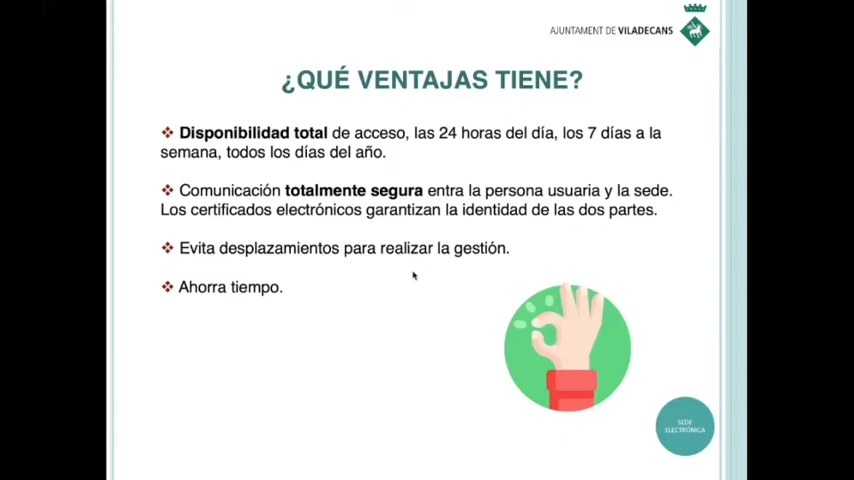 AJUNTAMENT DE VILADECANS
¿QUÉ VENTAJAS TIENE?
❖ Disponibilidad total de acceso, las 24 horas del día, los 7 días a la
semana, todos los días del año.
❖ Comunicación totalmente segura entra la persona usuaria y la sede.
Los certificados electrónicos garantizan la identidad de las dos partes.
❖ Evita desplazamientos para realizar la gestión.
❖ Ahorra tiempo.
SEDE
ELECTRÓNICA